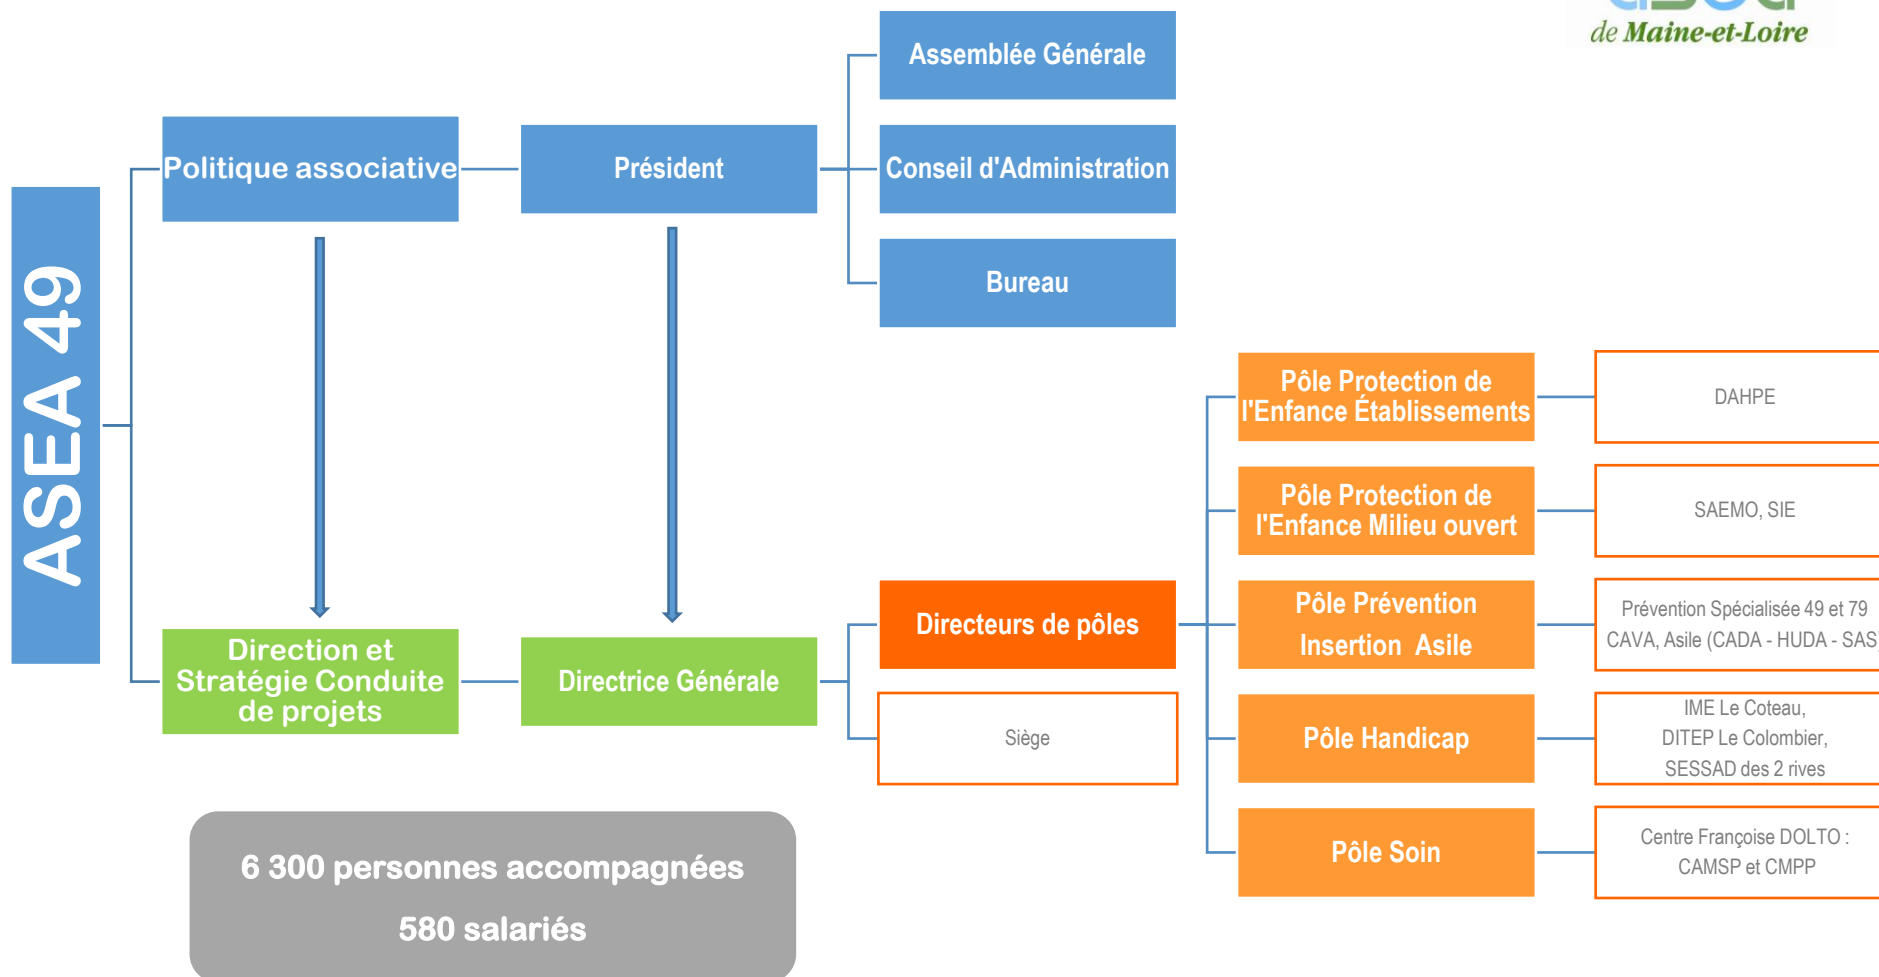 de Maine-et-Loire
ASEA 49
Politique associative
Président
Assemblée Générale
Conseil d'Administration
Bureau
Direction et
Stratégie Conduite
de projets
Directrice Générale
Directeurs de pôles
Siège
Pôle Protection de
l'Enfance Établissements
DAHPE
Pôle Protection de
l'Enfance Milieu ouvert
SAEMO, SIE
Pôle Prévention
Insertion Asile
Prévention Spécialisée 49 et 79
CAVA, Asile (CADA - HUDA - SAS)
Pôle Handicap
IME Le Coteau,
DITEP Le Colombier,
SESSAD des 2 rives
Pôle Soin
Centre Françoise DOLTO :
CAMSP et CMPP
6 300 personnes accompagnées
580 salariés